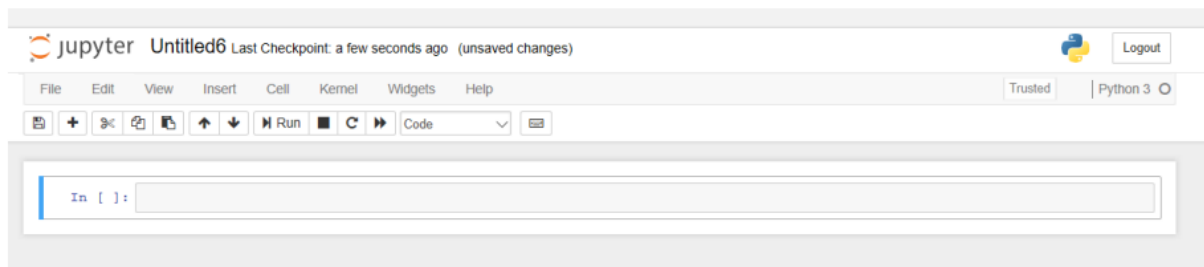 jupyter Untitled6 Last Checkpoint: a few seconds ago (unsaved changes) Logout
File Edit View Insert Cell Kernel Widgets Help Trusted Python 3
Run Code
In [ ]: